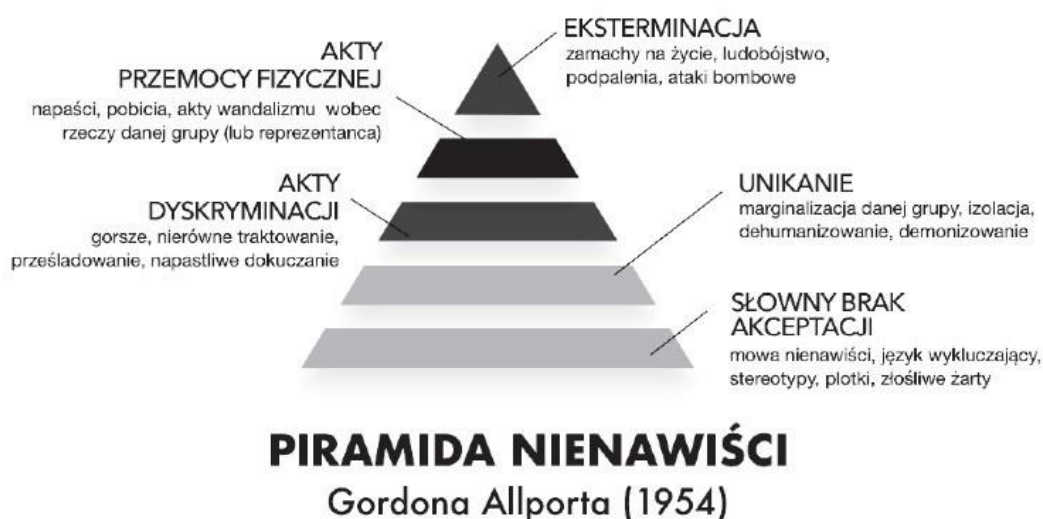 EKSTERMINACJA
zamachy na życie, ludobójstwo,
podpalenia, ataki bombowe
AKTY
PRZEMOCY FIZYCZNEJ
napaści, pobicia, akty wandalizmu wobec
rzeczy danej grupy (lub reprezentanca)
AKTY
DYSKRYMINACJI
gorsze, nierówne traktowanie,
prześladowanie, napastliwe dokuczanie
UNIKANIE
marginalizacja danej grupy, izolacja,
dehumanizowanie, demonizowanie
SŁOWNY BRAK
AKCEPTACJI
mowa nienawiści, język wykluczający,
stereotypy, plotki, złośliwe żarty
PIRAMIDA NIENAWIŚCI
Gordona Allporta (1954)